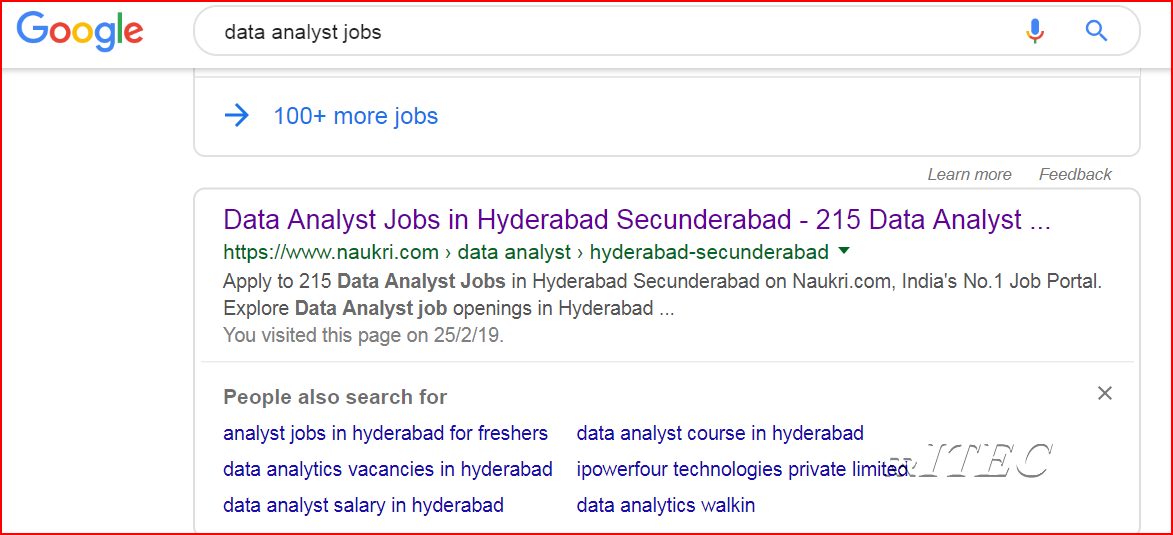 Google
data analyst jobs
100+ more jobs
Learn more Feedback
Data Analyst Jobs in Hyderabad Secunderabad - 215 Data Analyst ...
https://www.naukri.com › data analyst › hyderabad-secunderabad
Apply to 215 Data Analyst Jobs in Hyderabad Secunderabad on Naukri.com, India's No.1 Job Portal.
Explore Data Analyst job openings in Hyderabad ...
You visited this page on 25/2/19.
People also search for
analyst jobs in hyderabad for freshers data analyst course in hyderabad
data analytics vacancies in hyderabad ipowerfour technologies private limited
ITEC
data analyst salary in hyderabad data analytics walkin